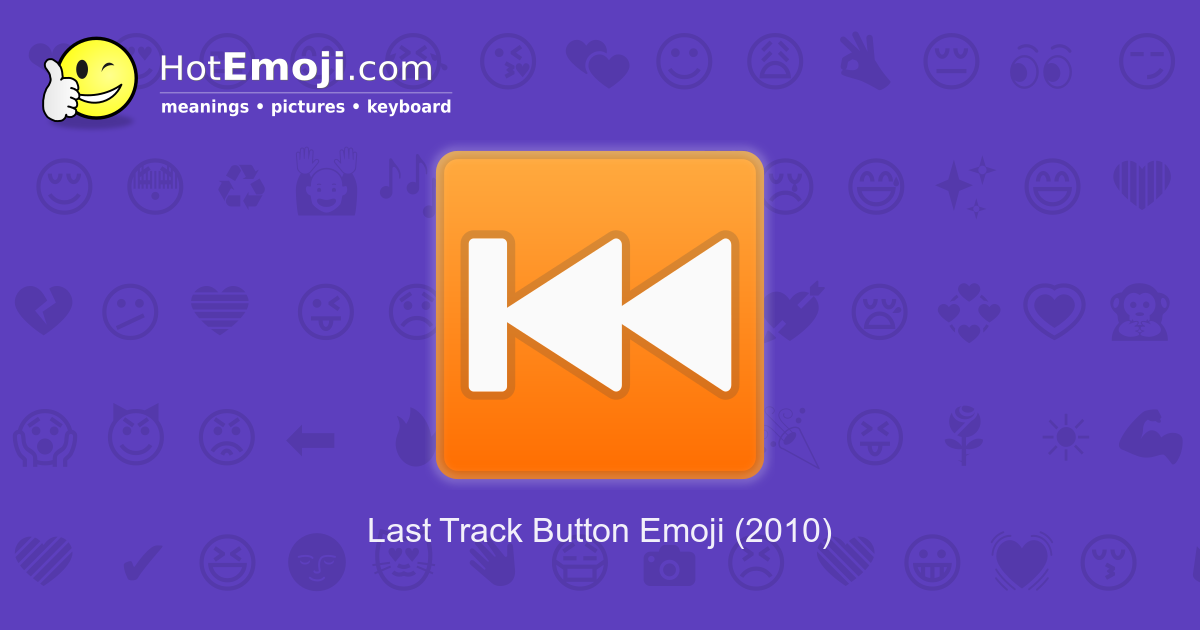 HotEmoji.com
meanings • pictures • keyboard
Last Track Button Emoji (2010)